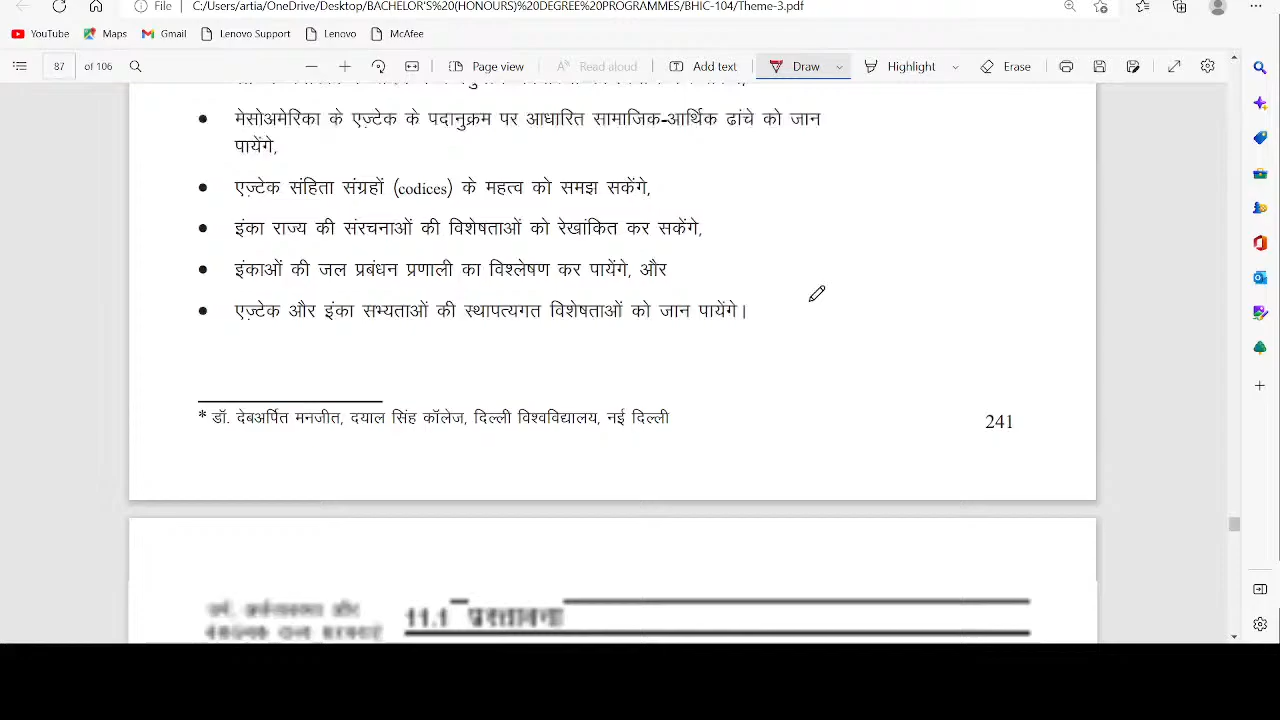 File C:/Users/artia/OneDrive/Desktop/BACHELOR'S%20(HONOURS)%20DEGREE%20PROGRAMMES/BHIC-104/Theme-3.pdf
YouTube Maps Gmail Lenovo Support Lenovo McAfee
87 of 106 Page view Read aloud Add text Draw Highlight Erase
• मेसोअमेरिका के एज़्टेक के पदानुक्रम पर आधारित सामाजिक-आर्थिक ढांचे को जान
पायेंगे,
• एज़्टेक संहिता संग्रहों (codices) के महत्व को समझ सकेंगे,
• इंका राज्य की संरचनाओं की विशेषताओं को रेखांकित कर सकेंगे,
• इंकाओं की जल प्रबंधन प्रणाली का विश्लेषण कर पायेंगे, और
• एज़्टेक और इंका सभ्यताओं की स्थापत्यगत विशेषताओं को जान पायेंगे।
* डॉ. देबअर्पित मनजीत, दयाल सिंह कॉलेज, दिल्ली विश्वविद्यालय, नई दिल्ली
241
11.1 प्रस्तावना